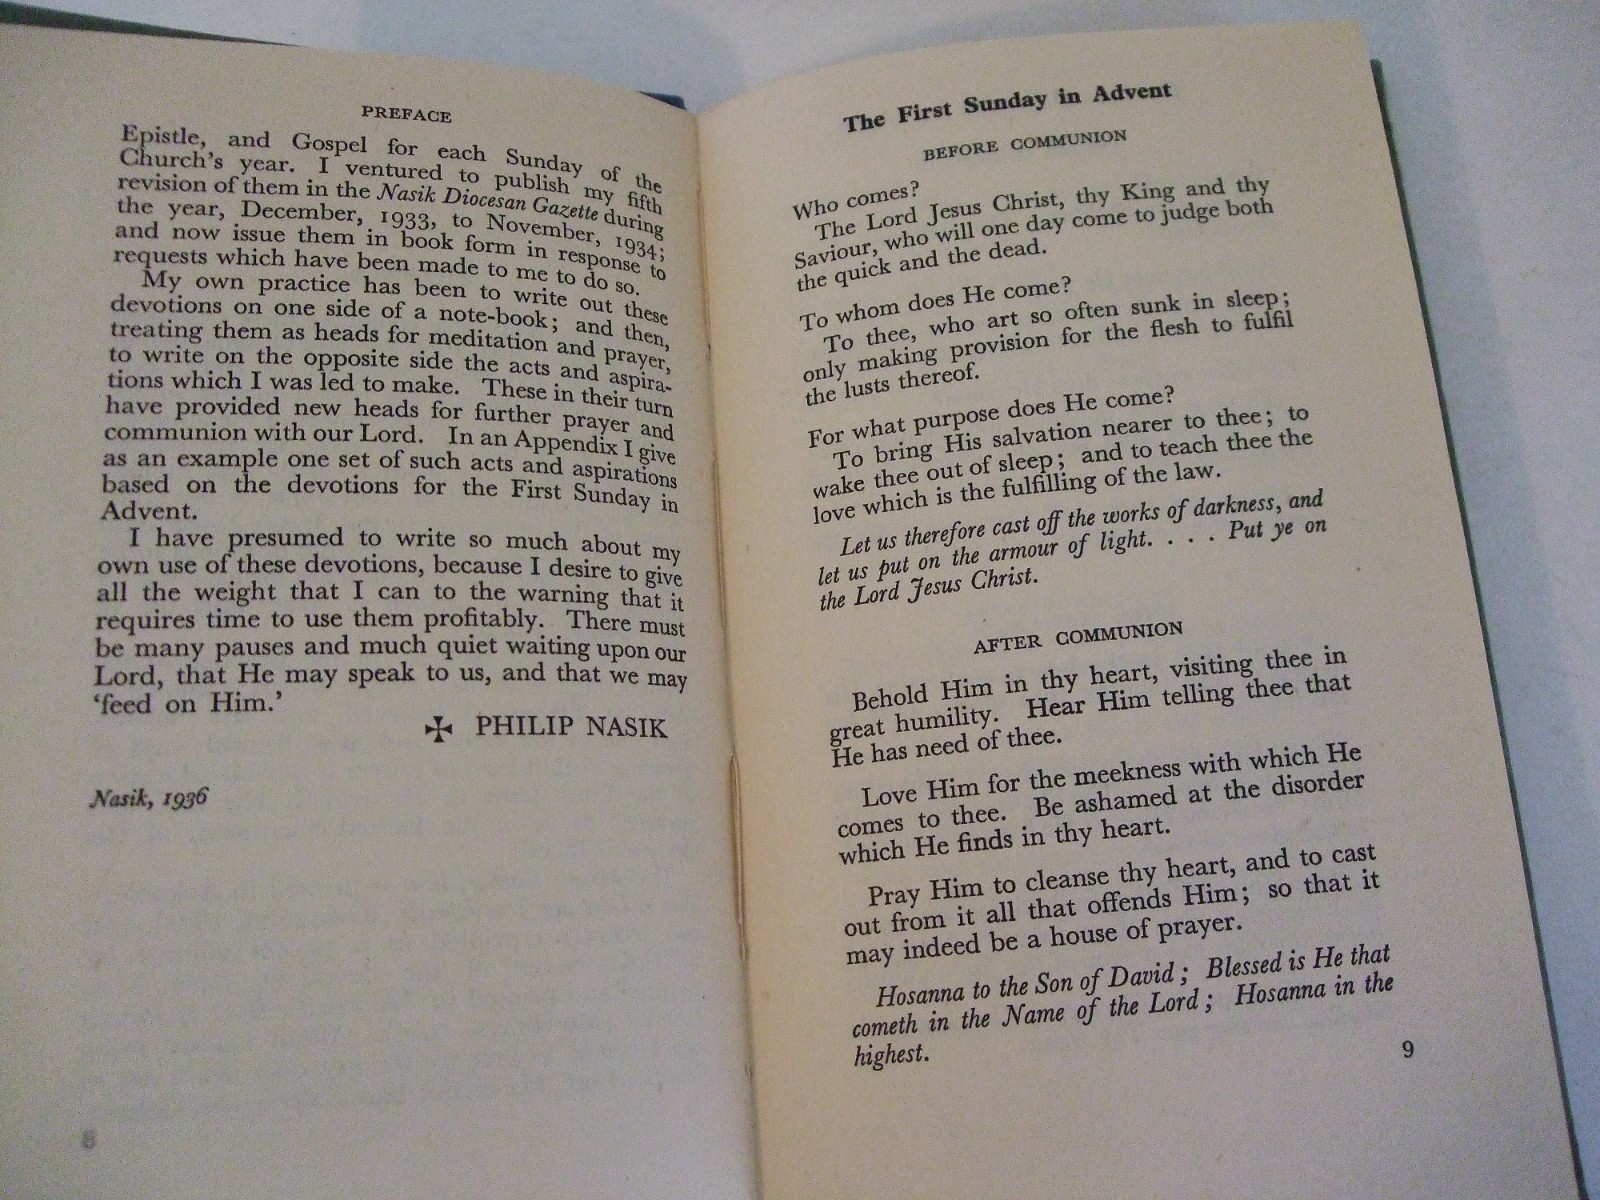 PREFACE
Epistle, and Gospel for each Sunday of the
Church's year. I ventured to publish my fifth
revision of them in the Nasik Diocesan Gazette during
the year, December, 1933, to November, 1934;
and now issue them in book form in response to
requests which have been made to me to do so.
My own practice has been to write out these
devotions on one side of a note-book; and then,
treating them as heads for meditation and prayer,
to write on the opposite side the acts and aspira-
tions which I was led to make. These in their turn
have provided new heads for further prayer and
communion with our Lord. In an Appendix I give
as an example one set of such acts and aspirations
based on the devotions for the First Sunday in
Advent.
I have presumed to write so much about my
own use of these devotions, because I desire to give
all the weight that I can to the warning that it
requires time to use them profitably. There must
be many pauses and much quiet waiting upon our
Lord, that He may speak to us, and that we may
‘feed on Him.’
✠ PHILIP NASIK
Nasik, 1936
8
The First Sunday in Advent
BEFORE COMMUNION
Who comes?
The Lord Jesus Christ, thy King and thy
Saviour, who will one day come to judge both
the quick and the dead.
To whom does He come?
To thee, who art so often sunk in sleep;
only making provision for the flesh to fulfil
the lusts thereof.
For what purpose does He come?
To bring His salvation nearer to thee; to
wake thee out of sleep; and to teach thee the
love which is the fulfilling of the law.
Let us therefore cast off the works of darkness, and
let us put on the armour of light. . . . Put ye on
the Lord Jesus Christ.
AFTER COMMUNION
Behold Him in thy heart, visiting thee in
great humility. Hear Him telling thee that
He has need of thee.
Love Him for the meekness with which He
comes to thee. Be ashamed at the disorder
which He finds in thy heart.
Pray Him to cleanse thy heart, and to cast
out from it all that offends Him; so that it
may indeed be a house of prayer.
Hosanna to the Son of David; Blessed is He that
cometh in the Name of the Lord; Hosanna in the
highest.
9